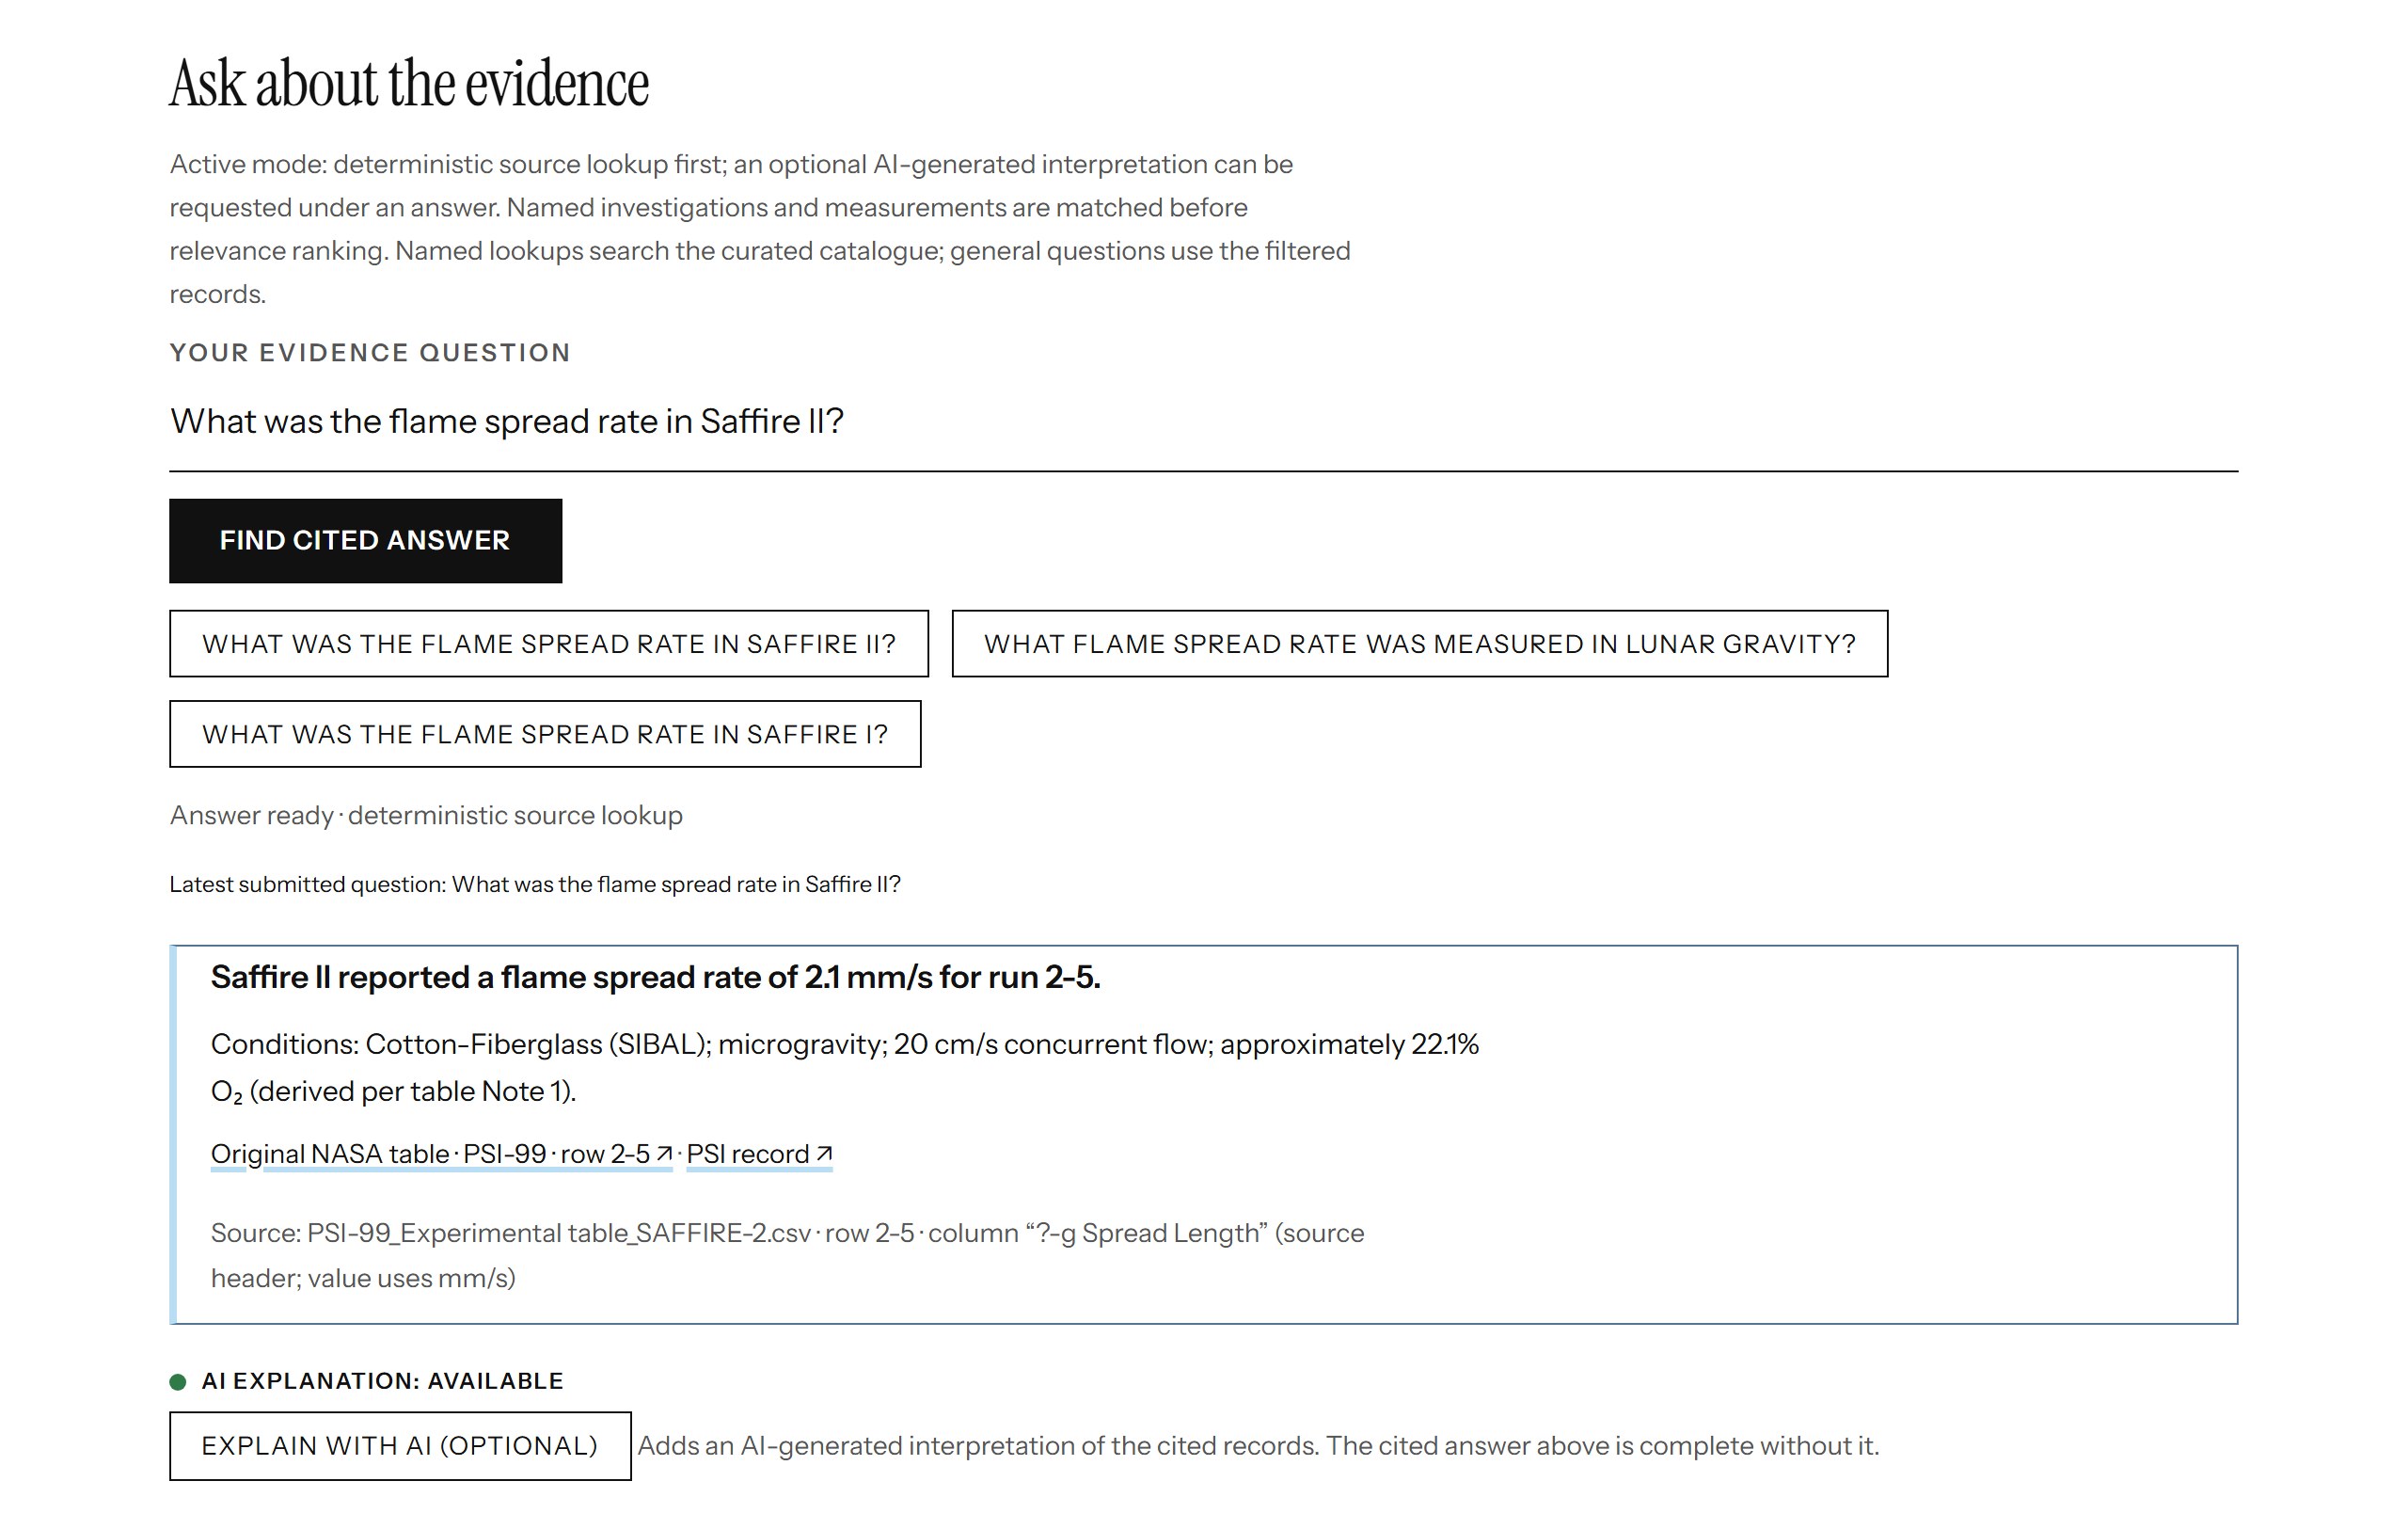 Ask about the evidence
Active mode: deterministic source lookup first; an optional AI-generated interpretation can be
requested under an answer. Named investigations and measurements are matched before
relevance ranking. Named lookups search the curated catalogue; general questions use the filtered
records.
YOUR EVIDENCE QUESTION
What was the flame spread rate in Saffire II?
FIND CITED ANSWER
WHAT WAS THE FLAME SPREAD RATE IN SAFFIRE II?
WHAT FLAME SPREAD RATE WAS MEASURED IN LUNAR GRAVITY?
WHAT WAS THE FLAME SPREAD RATE IN SAFFIRE I?
Answer ready · deterministic source lookup
Latest submitted question: What was the flame spread rate in Saffire II?
Saffire II reported a flame spread rate of 2.1 mm/s for run 2-5.
Conditions: Cotton-Fiberglass (SIBAL); microgravity; 20 cm/s concurrent flow; approximately 22.1%
O₂ (derived per table Note 1).
Original NASA table · PSI-99 · row 2-5 ↗ · PSI record ↗
Source: PSI-99_Experimental table_SAFFIRE-2.csv · row 2-5 · column “?-g Spread Length” (source
header; value uses mm/s)
AI EXPLANATION: AVAILABLE
EXPLAIN WITH AI (OPTIONAL) Adds an AI-generated interpretation of the cited records. The cited answer above is complete without it.